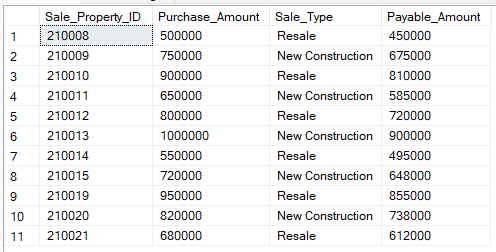 Sale_Property_ID Purchase_Amount Sale_Type Payable_Amount
1 210008 500000 Resale 450000
2 210009 750000 New Construction 675000
3 210010 900000 Resale 810000
4 210011 650000 New Construction 585000
5 210012 800000 Resale 720000
6 210013 1000000 New Construction 900000
7 210014 550000 Resale 495000
8 210015 720000 New Construction 648000
9 210019 950000 Resale 855000
10 210020 820000 New Construction 738000
11 210021 680000 Resale 612000